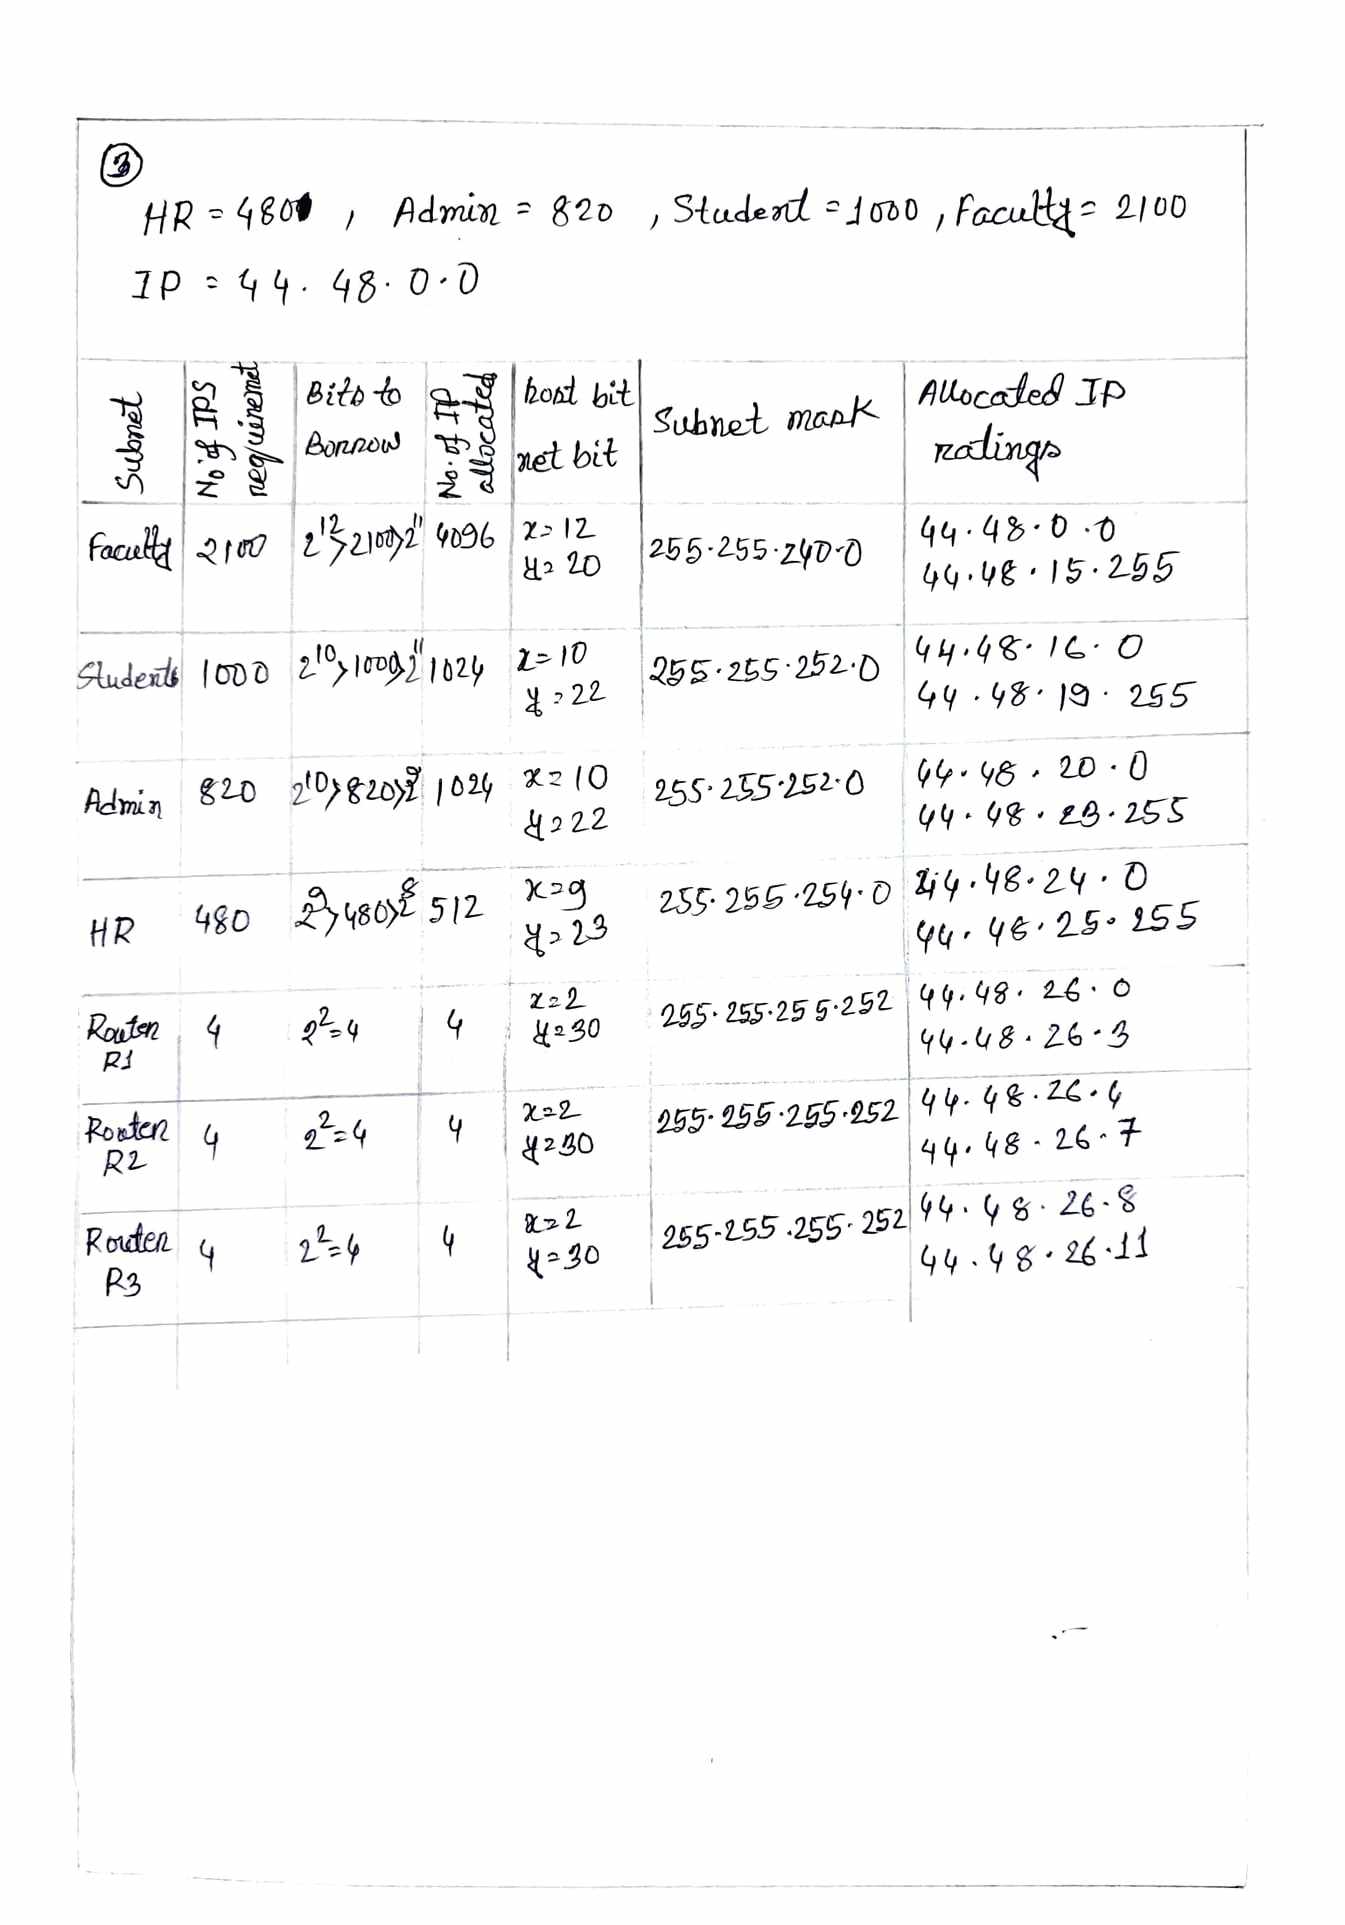 3
HR = 480 , Admin = 820 , Student = 1000 , Faculty = 2100
IP = 44. 48. 0.0
Subnet
No. of IPS requirement
Bits to Borrow
No. of IP allocated
host bit
net bit
Subnet mask
Allocated IP
ratings
Faculty 2100 2^12>2100>2^11 4096 x=12 y=20 255.255.240.0 44.48.0.0
44.48.15.255
Students 1000 2^10>1000>2^11 1024 x=10 y=22 255.255.252.0 44.48.16.0
44.48.19.255
Admin 820 2^10>820>2^9 1024 x=10 y=22 255.255.252.0 44.48.20.0
44.48.23.255
HR 480 2^9>480>2^8 512 x=9 y=23 255.255.254.0 44.48.24.0
44.48.25.255
Router R1 4 2^2=4 4 x=2 y=30 255.255.255.252 44.48.26.0
44.48.26.3
Router R2 4 2^2=4 4 x=2 y=30 255.255.255.252 44.48.26.4
44.48.26.7
Router R3 4 2^2=4 4 x=2 y=30 255.255.255.252 44.48.26.8
44.48.26.11